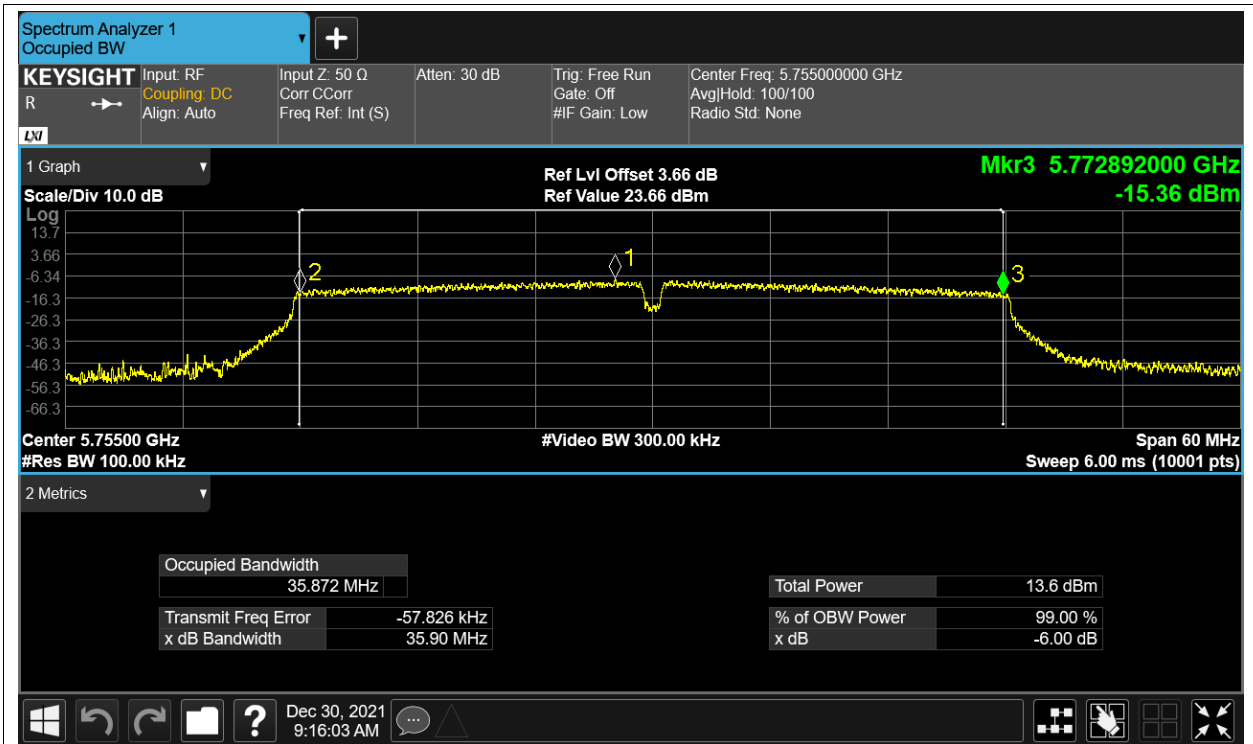 Spectrum Analyzer 1
Occupied BW
KEYSIGHT
R
LXI
Input: RF
Coupling: DC
Align: Auto
Input Z: 50 Ω
Corr CCorr
Freq Ref: Int (S)
Atten: 30 dB
Trig: Free Run
Gate: Off
#IF Gain: Low
Center Freq: 5.755000000 GHz
Avg|Hold: 100/100
Radio Std: None
1 Graph
Scale/Div 10.0 dB
Ref Lvl Offset 3.66 dB
Ref Value 23.66 dBm
Mkr3 5.772892000 GHz
-15.36 dBm
Log
13.7
3.66
-6.34
-16.3
-26.3
-36.3
-46.3
-56.3
-66.3
2
1
3
Center 5.75500 GHz
#Video BW 300.00 kHz
Span 60 MHz
#Res BW 100.00 kHz
Sweep 6.00 ms (10001 pts)
2 Metrics
Occupied Bandwidth
35.872 MHz
Transmit Freq Error -57.826 kHz
x dB Bandwidth 35.90 MHz
Total Power 13.6 dBm
% of OBW Power 99.00 %
x dB -6.00 dB
?
Dec 30, 2021
9:16:03 AM